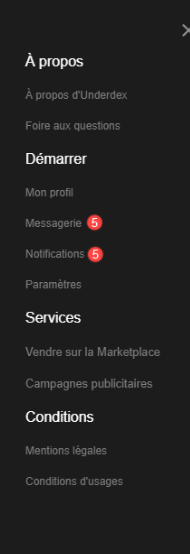 À propos
À propos d'Underdex
Foire aux questions
Démarrer
Mon profil
Messagerie 5
Notifications 5
Paramètres
Services
Vendre sur la Marketplace
Campagnes publicitaires
Conditions
Mentions légales
Conditions d'usages